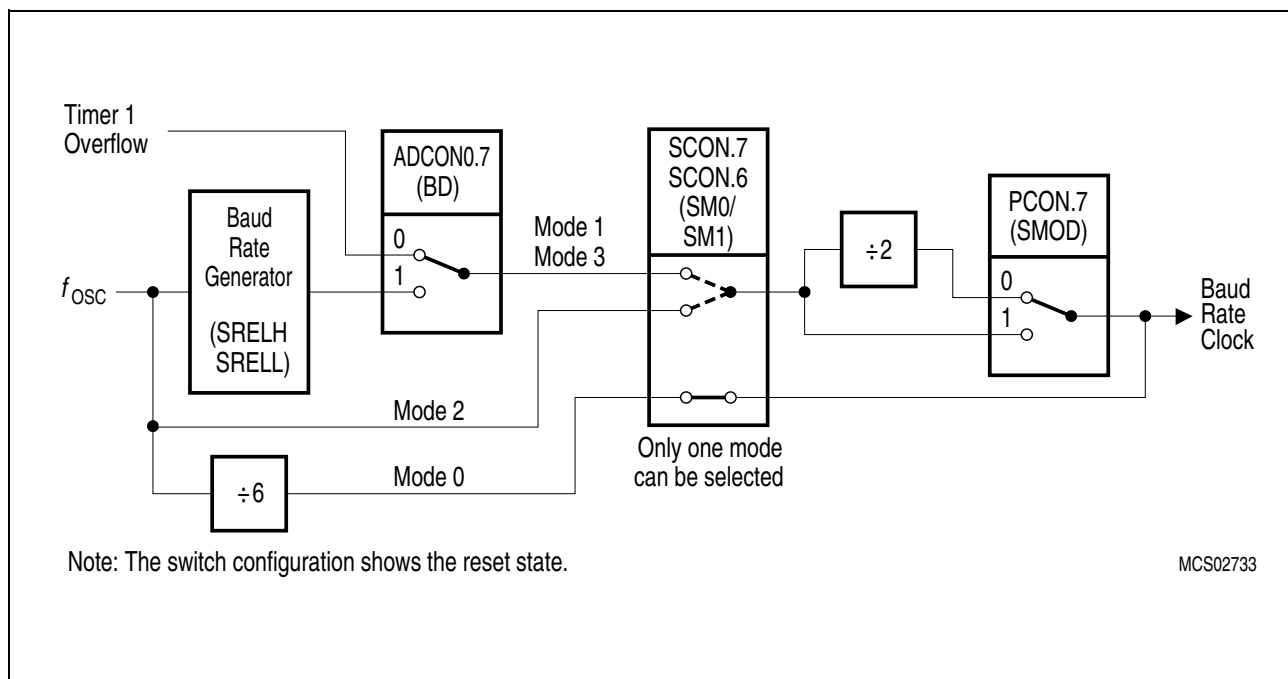 Timer 1
Overflow
ADCON0.7
(BD)
0
1
Baud
Rate
Generator
(SRELH
SRELL)
f OSC
Mode 1
Mode 3
Mode 2
Mode 0
÷6
SCON.7
SCON.6
(SM0/
SM1)
Only one mode
can be selected
÷2
PCON.7
(SMOD)
0
1
Baud
Rate
Clock
Note: The switch configuration shows the reset state.
MCS02733